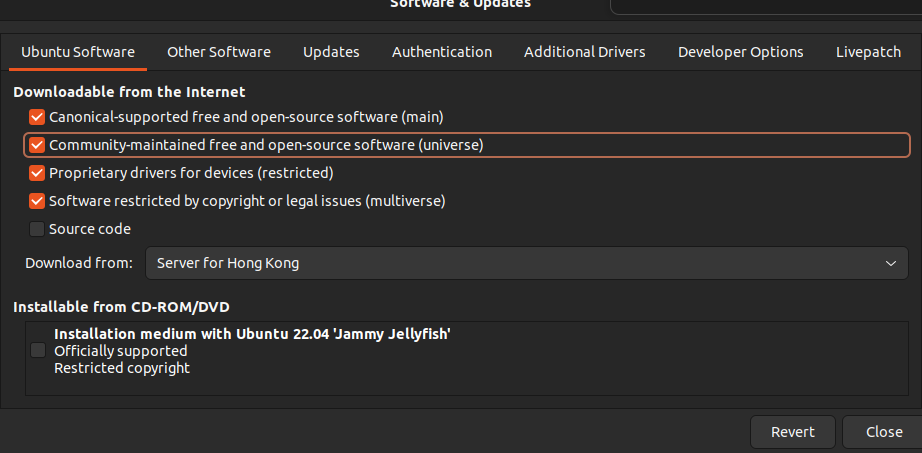 Software & Updates
Ubuntu Software Other Software Updates Authentication Additional Drivers Developer Options Livepatch
Downloadable from the Internet
Canonical-supported free and open-source software (main)
Community-maintained free and open-source software (universe)
Proprietary drivers for devices (restricted)
Software restricted by copyright or legal issues (multiverse)
Source code
Download from: Server for Hong Kong
Installable from CD-ROM/DVD
Installation medium with Ubuntu 22.04 'Jammy Jellyfish'
Officially supported
Restricted copyright
Revert Close